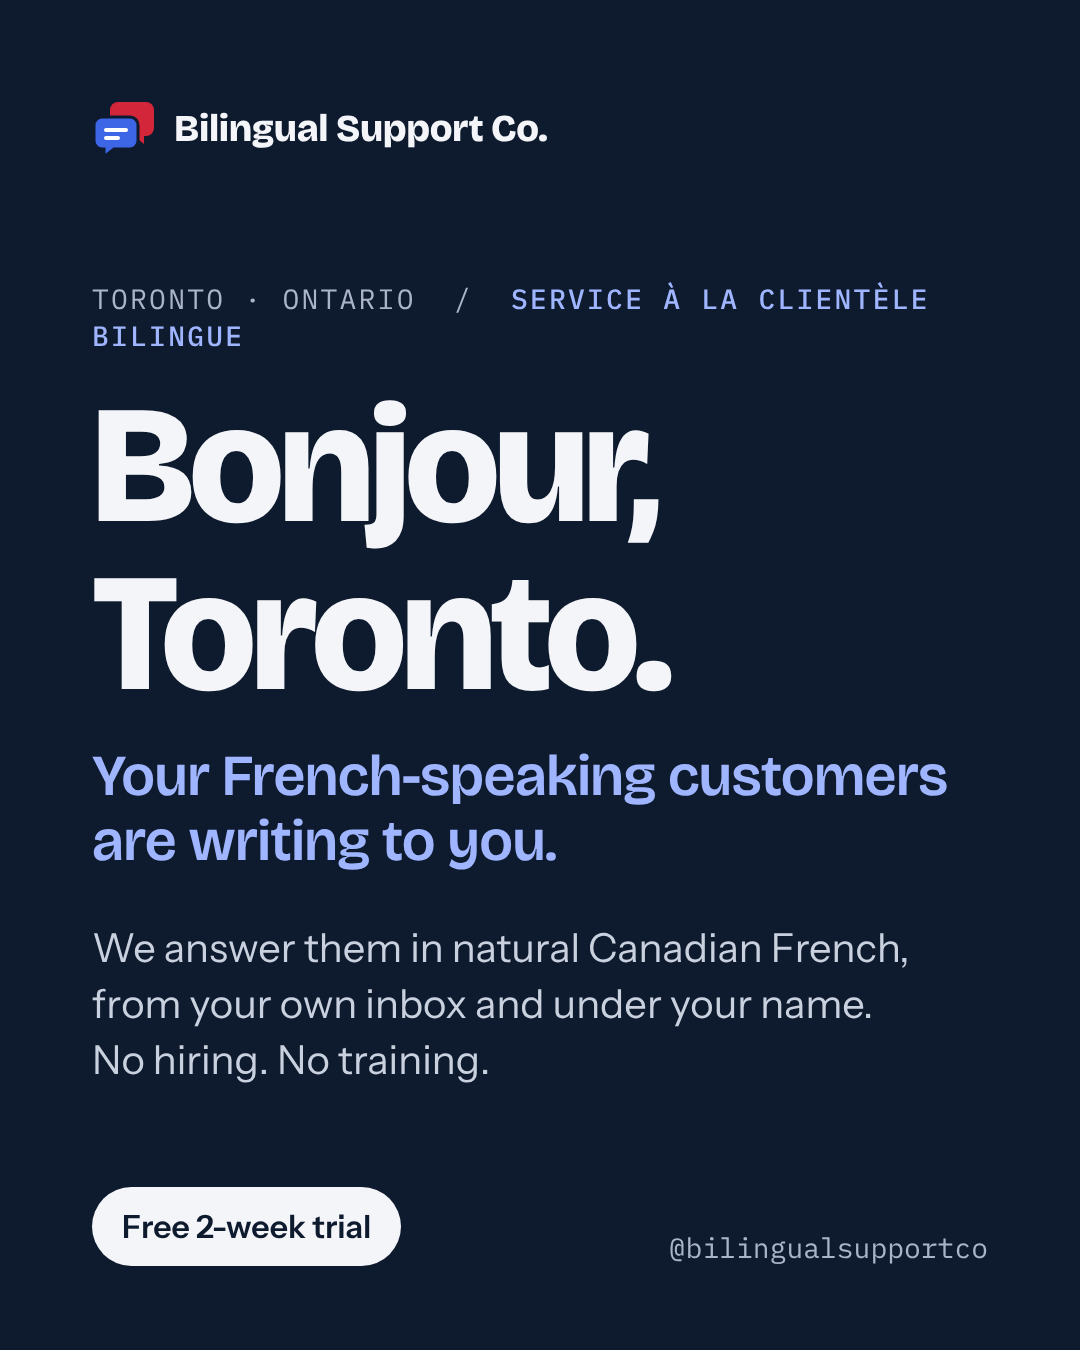 Bilingual Support Co.
TORONTO · ONTARIO / SERVICE À LA CLIENTÈLE
BILINGUE
Bonjour,
Toronto.
Your French-speaking customers
are writing to you.
We answer them in natural Canadian French,
from your own inbox and under your name.
No hiring. No training.
Free 2-week trial
@bilingualsupportco